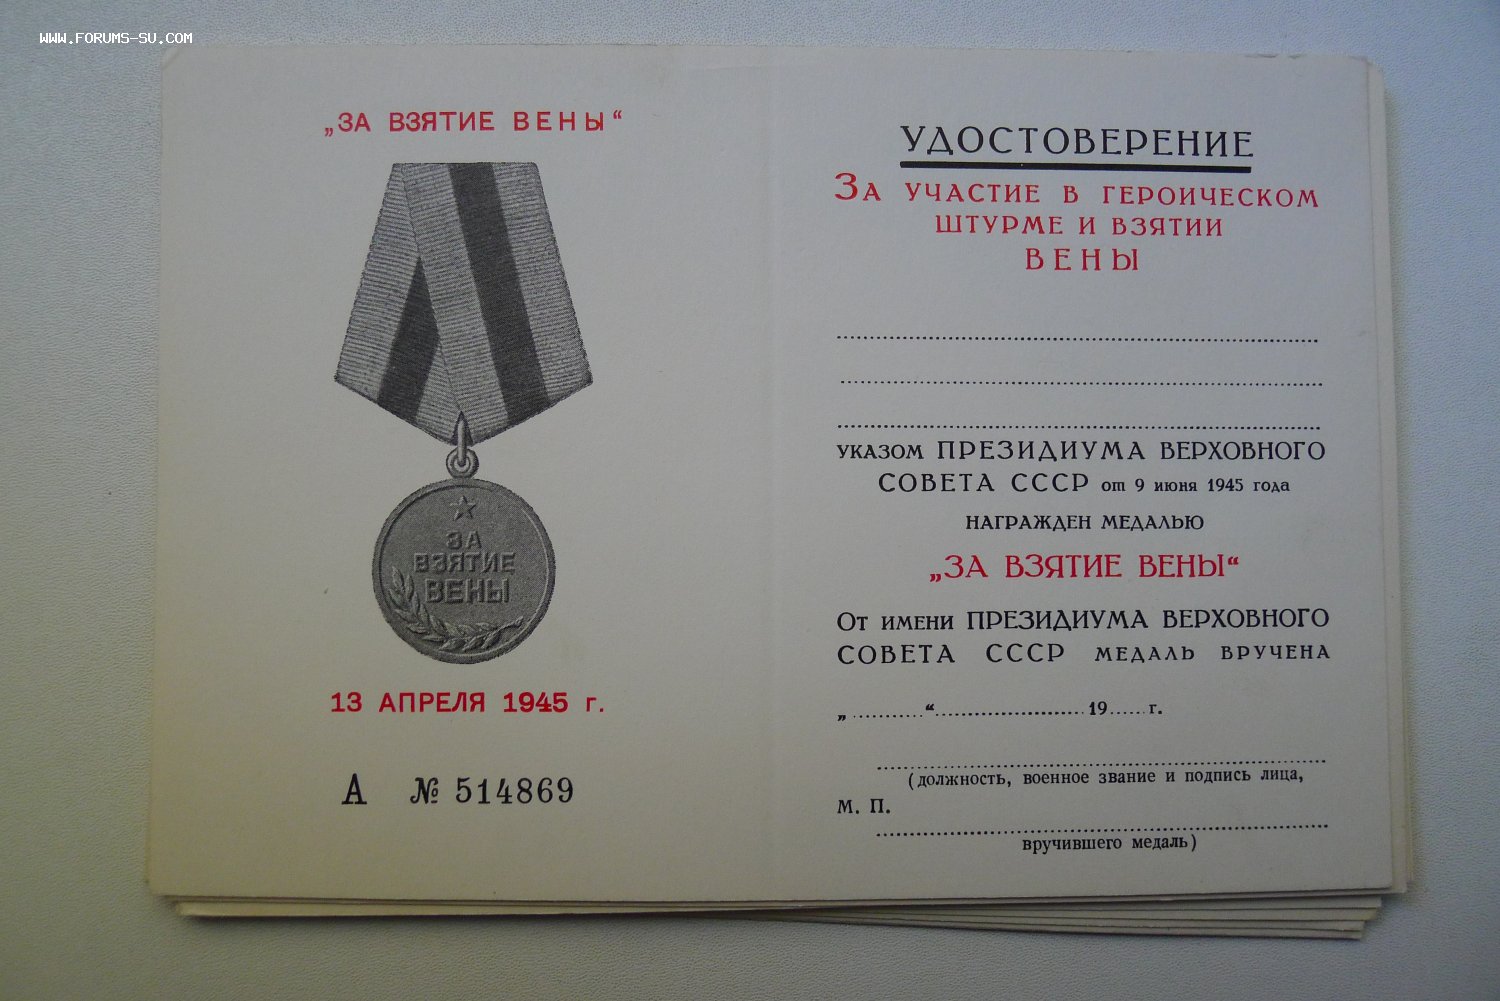 WWW.FORUMS-SU.COM
„ЗА ВЗЯТИЕ ВЕНЫ“
ЗА
ВЗЯТИЕ
ВЕНЫ
13 АПРЕЛЯ 1945 г.
А № 514869
УДОСТОВЕРЕНИЕ
ЗА УЧАСТИЕ В ГЕРОИЧЕСКОМ
ШТУРМЕ И ВЗЯТИИ
ВЕНЫ
УКАЗОМ ПРЕЗИДИУМА ВЕРХОВНОГО
СОВЕТА СССР от 9 июня 1945 года
НАГРАЖДЕН МЕДАЛЬЮ
„ЗА ВЗЯТИЕ ВЕНЫ“
ОТ ИМЕНИ ПРЕЗИДИУМА ВЕРХОВНОГО
СОВЕТА СССР МЕДАЛЬ ВРУЧЕНА
„...........“....................... 19......г.
(должность, военное звание и подпись лица,
М. П.
вручившего медаль)